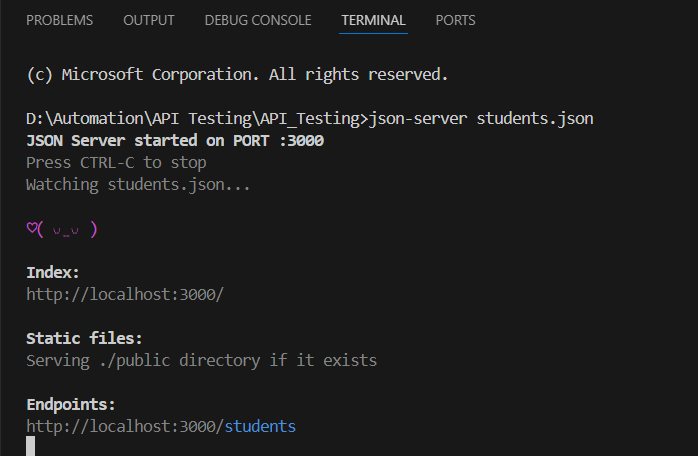 PROBLEMS OUTPUT DEBUG CONSOLE TERMINAL PORTS
(c) Microsoft Corporation. All rights reserved.
D:\Automation\API Testing\API_Testing>json-server students.json
JSON Server started on PORT :3000
Press CTRL-C to stop
Watching students.json...
♡( ◡_◡ )
Index:
http://localhost:3000/
Static files:
Serving ./public directory if it exists
Endpoints:
http://localhost:3000/students